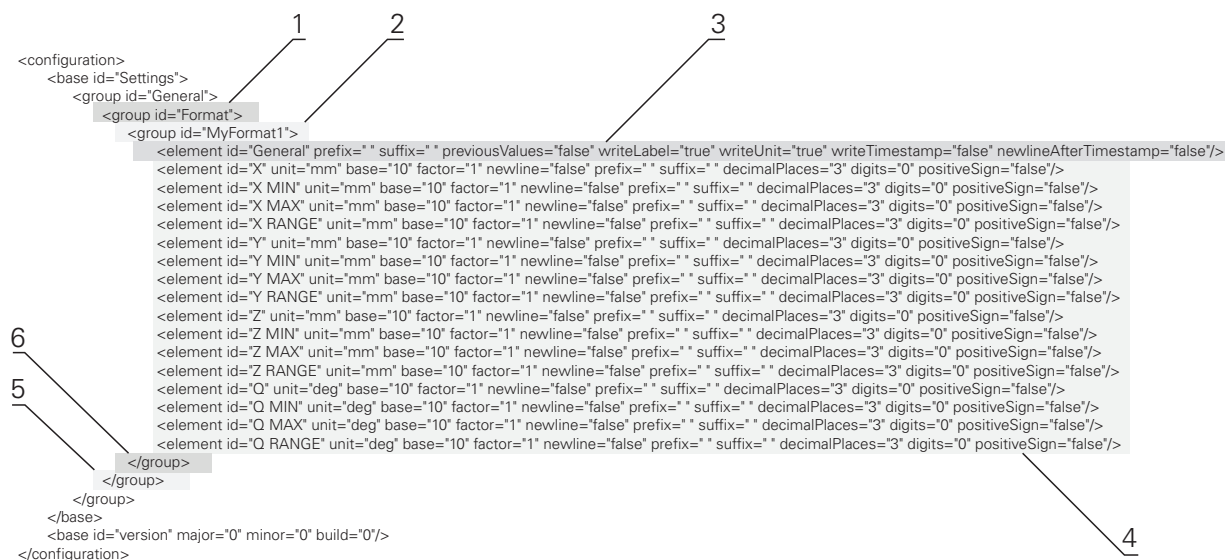 1
2
3
<configuration>
<base id="Settings">
<group id="General">
<group id="Format">
<group id="MyFormat1">
<element id="General" prefix=" " suffix=" " previousValues="false" writeLabel="true" writeUnit="true" writeTimestamp="false" newlineAfterTimestamp="false"/>
<element id="X" unit="mm" base="10" factor="1" newline="false" prefix=" " suffix=" " decimalPlaces="3" digits="0" positiveSign="false"/>
<element id="X MIN" unit="mm" base="10" factor="1" newline="false" prefix=" " suffix=" " decimalPlaces="3" digits="0" positiveSign="false"/>
<element id="X MAX" unit="mm" base="10" factor="1" newline="false" prefix=" " suffix=" " decimalPlaces="3" digits="0" positiveSign="false"/>
<element id="X RANGE" unit="mm" base="10" factor="1" newline="false" prefix=" " suffix=" " decimalPlaces="3" digits="0" positiveSign="false"/>
<element id="Y" unit="mm" base="10" factor="1" newline="false" prefix=" " suffix=" " decimalPlaces="3" digits="0" positiveSign="false"/>
<element id="Y MIN" unit="mm" base="10" factor="1" newline="false" prefix=" " suffix=" " decimalPlaces="3" digits="0" positiveSign="false"/>
<element id="Y MAX" unit="mm" base="10" factor="1" newline="false" prefix=" " suffix=" " decimalPlaces="3" digits="0" positiveSign="false"/>
<element id="Y RANGE" unit="mm" base="10" factor="1" newline="false" prefix=" " suffix=" " decimalPlaces="3" digits="0" positiveSign="false"/>
<element id="Z" unit="mm" base="10" factor="1" newline="false" prefix=" " suffix=" " decimalPlaces="3" digits="0" positiveSign="false"/>
<element id="Z MIN" unit="mm" base="10" factor="1" newline="false" prefix=" " suffix=" " decimalPlaces="3" digits="0" positiveSign="false"/>
6
<element id="Z MAX" unit="mm" base="10" factor="1" newline="false" prefix=" " suffix=" " decimalPlaces="3" digits="0" positiveSign="false"/>
<element id="Z RANGE" unit="mm" base="10" factor="1" newline="false" prefix=" " suffix=" " decimalPlaces="3" digits="0" positiveSign="false"/>
5
<element id="Q" unit="deg" base="10" factor="1" newline="false" prefix=" " suffix=" " decimalPlaces="3" digits="0" positiveSign="false"/>
<element id="Q MIN" unit="deg" base="10" factor="1" newline="false" prefix=" " suffix=" " decimalPlaces="3" digits="0" positiveSign="false"/>
<element id="Q MAX" unit="deg" base="10" factor="1" newline="false" prefix=" " suffix=" " decimalPlaces="3" digits="0" positiveSign="false"/>
<element id="Q RANGE" unit="deg" base="10" factor="1" newline="false" prefix=" " suffix=" " decimalPlaces="3" digits="0" positiveSign="false"/>
</group>
</group>
</group>
</base>
<base id="version" major="0" minor="0" build="0"/>
4
</configuration>